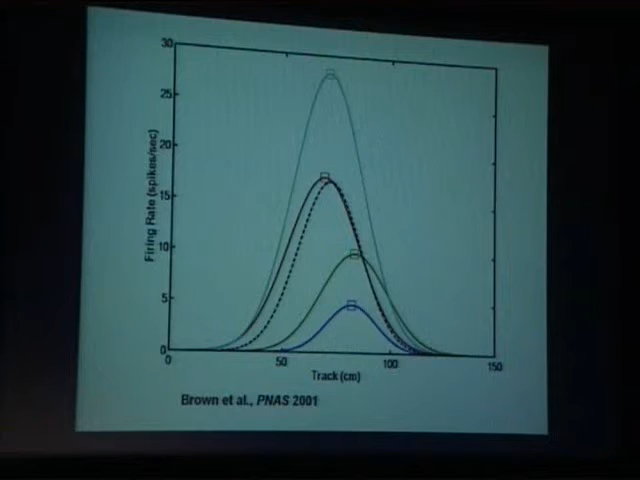 30
25
20
15
10
5
0
Firing Rate (spikes/sec)
0 50 100 150
Track (cm)
Brown et al., PNAS 2001